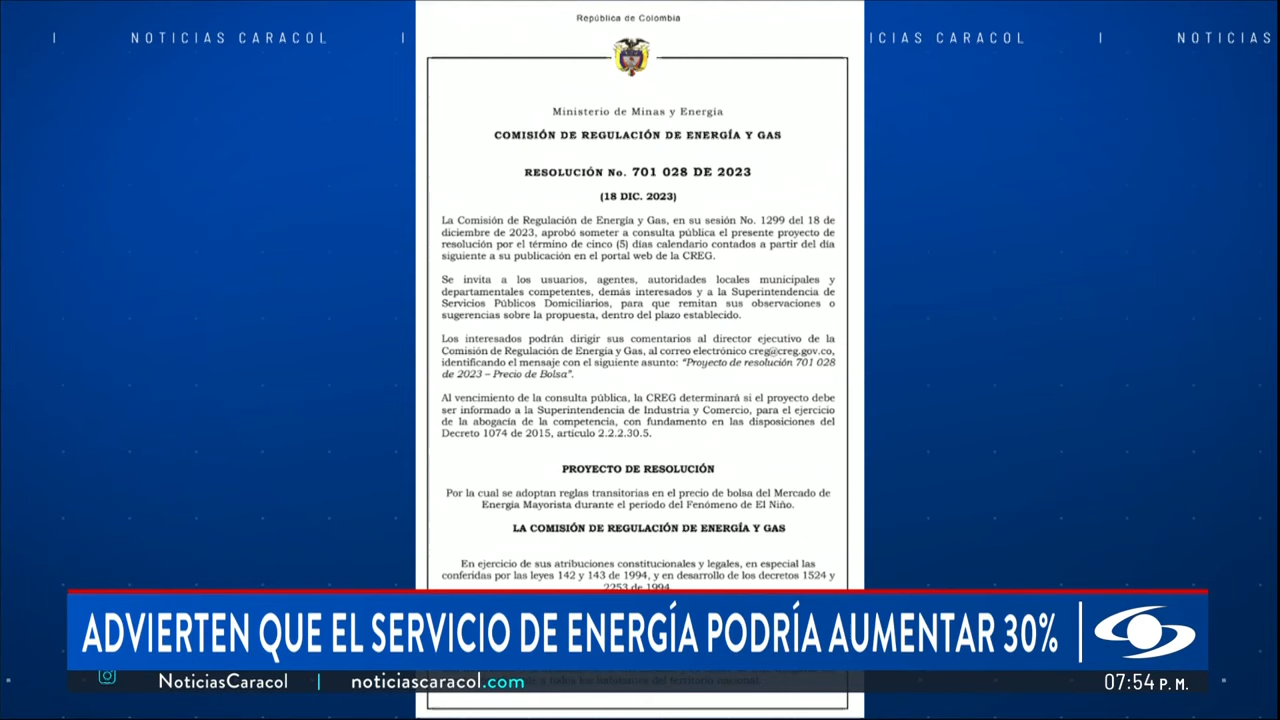 República de Colombia
NOTICIAS CARACOL
ICIAS CARACOL
NOTICIAS
Ministerio de Minas y Energía
COMISIÓN DE REGULACIÓN DE ENERGÍA Y GAS
RESOLUCIÓN No. 701 028 DE 2023
(18 DIC. 2023)
La Comisión de Regulación de Energía y Gas, en su sesión No. 1299 del 18 de
diciembre de 2023, aprobó someter a consulta pública el presente proyecto de
resolución por el término de cinco (5) días calendario contados a partir del día
siguiente a su publicación en el portal web de la CREG.
Se invita a los usuarios, agentes, autoridades locales municipales y
departamentales competentes, demás interesados y a la Superintendencia de
Servicios Públicos Domiciliarios, para que remitan sus observaciones o
sugerencias sobre la propuesta, dentro del plazo establecido.
Los interesados podrán dirigir sus comentarios al director ejecutivo de la
Comisión de Regulación de Energía y Gas, al correo electrónico creg@creg.gov.co,
identificando el mensaje con el siguiente asunto: “Proyecto de resolución 701 028
de 2023 – Precio de Bolsa”.
Al vencimiento de la consulta pública, la CREG determinará si el proyecto debe
ser informado a la Superintendencia de Industria y Comercio, para el ejercicio
de la abogacía de la competencia, con fundamento en las disposiciones del
Decreto 1074 de 2015, artículo 2.2.2.30.5.
PROYECTO DE RESOLUCIÓN
Por la cual se adoptan reglas transitorias en el precio de bolsa del Mercado de
Energía Mayorista durante el período del Fenómeno de El Niño.
LA COMISIÓN DE REGULACIÓN DE ENERGÍA Y GAS
En ejercicio de sus atribuciones constitucionales y legales, en especial las
conferidas por las leyes 142 y 143 de 1994, y en desarrollo de los decretos 1524 y
2253 de 1994
ADVIERTEN QUE EL SERVICIO DE ENERGÍA PODRÍA AUMENTAR 30%
NoticiasCaracol | noticiascaracol.com
07:54 P. M.